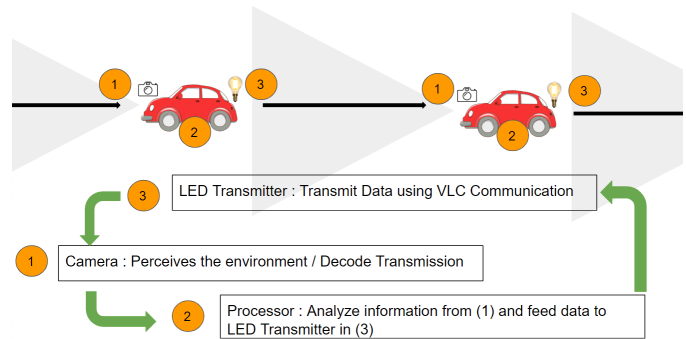 1
3
1
3
2
2
3
LED Transmitter : Transmit Data using VLC Communication
1
Camera : Perceives the environment / Decode Transmission
2
Processor : Analyze information from (1) and feed data to
LED Transmitter in (3)